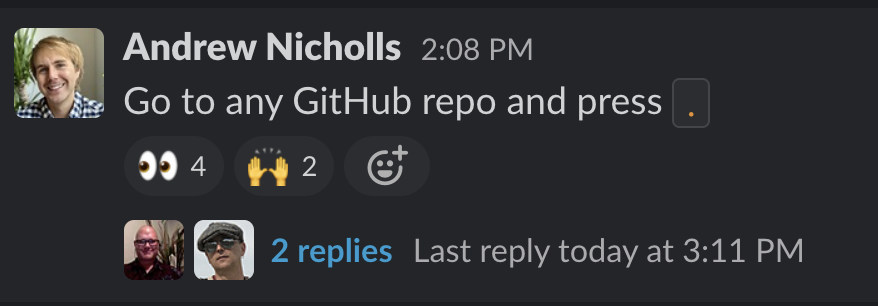 Andrew Nicholls 2:08 PM
Go to any GitHub repo and press .
4 2
2 replies Last reply today at 3:11 PM